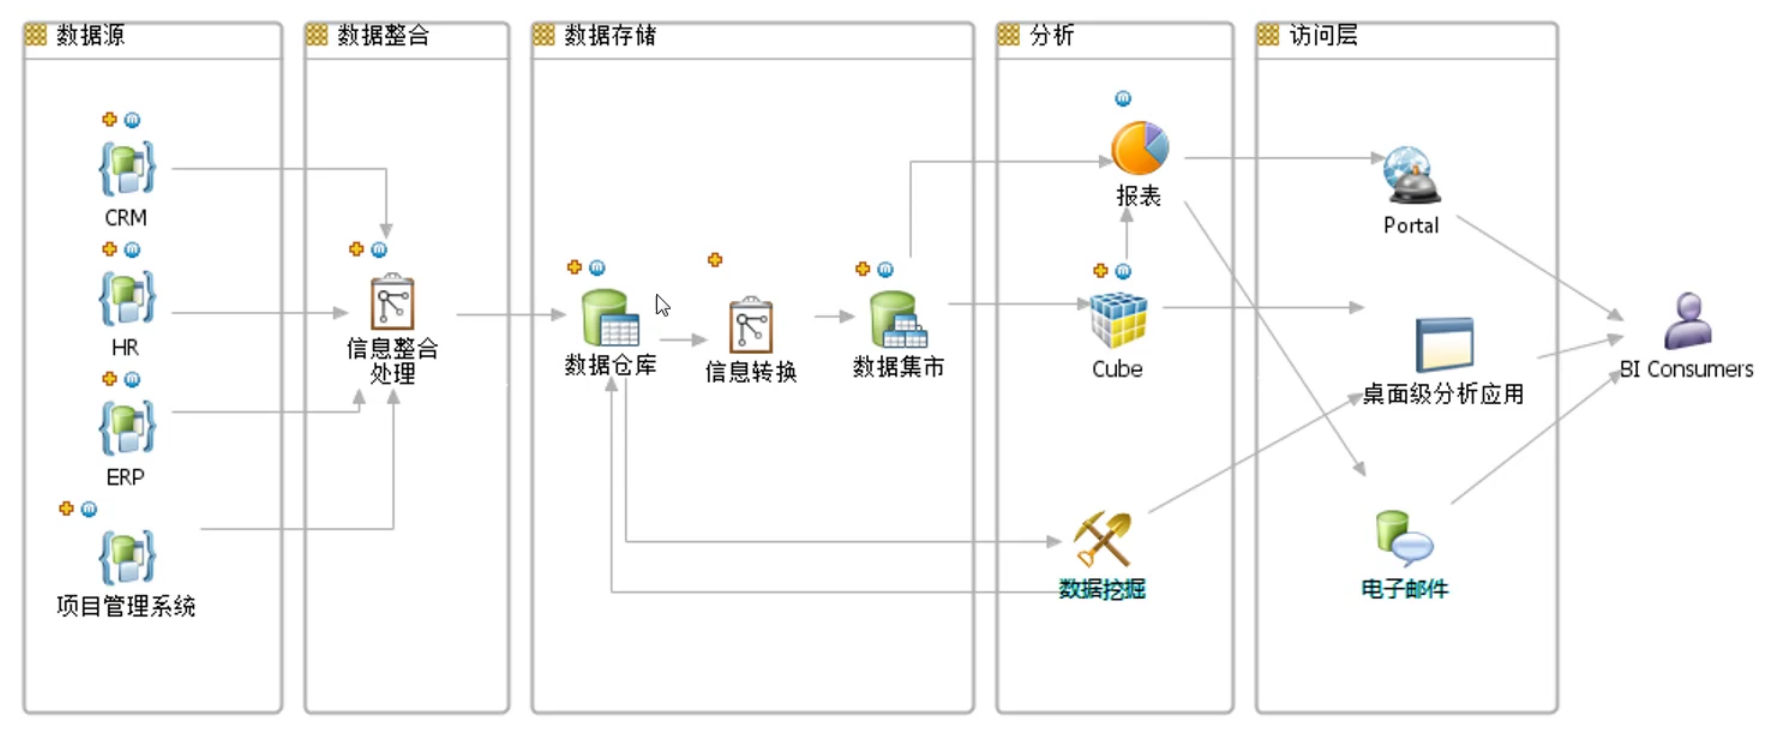 数据源
数据整合
数据存储
分析
访问层
CRM
HR
ERP
项目管理系统
信息整合
处理
数据仓库
信息转换
数据集市
报表
Cube
数据挖掘
Portal
桌面级分析应用
电子邮件
BI Consumers